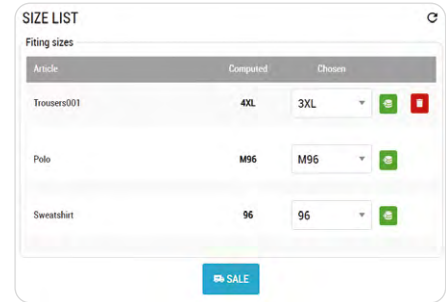 SIZE LIST
Fiting sizes
Article Computed Chosen
Trousers001 4XL 3XL
Polo M96 M96
Sweatshirt 96 96
SALE